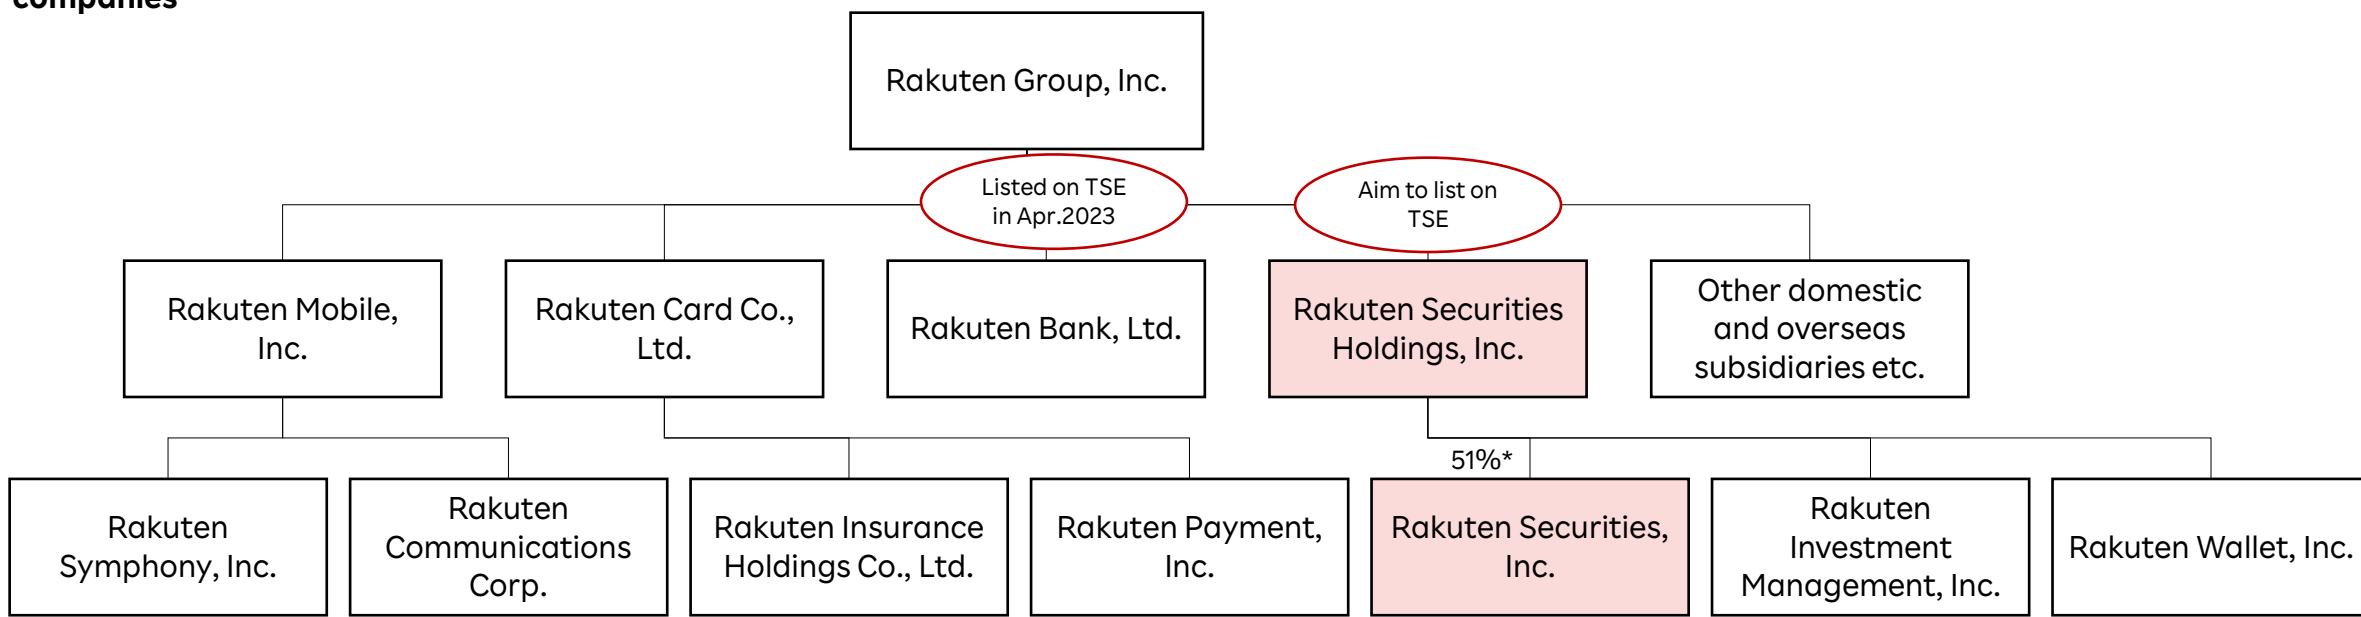 companies
Rakuten Group, Inc.
Listed on TSE
in Apr.2023
Aim to list on
TSE
Rakuten Mobile,
Inc.
Rakuten Card Co.,
Ltd.
Rakuten Bank, Ltd.
Rakuten Securities
Holdings, Inc.
Other domestic
and overseas
subsidiaries etc.
51%*
Rakuten
Symphony, Inc.
Rakuten
Communications
Corp.
Rakuten Insurance
Holdings Co., Ltd.
Rakuten Payment,
Inc.
Rakuten Securities,
Inc.
Rakuten
Investment
Management, Inc.
Rakuten Wallet, Inc.